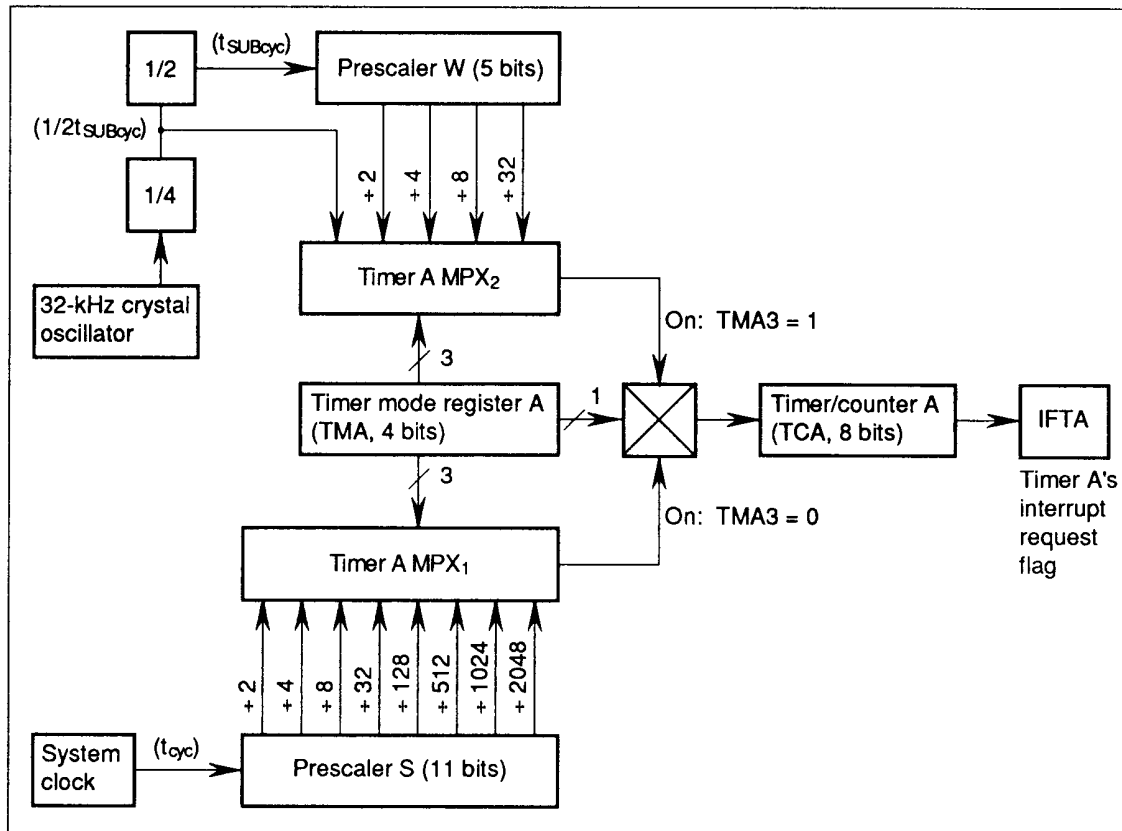 (tSUBcyc)
1/2
Prescaler W (5 bits)
(1/2tSUBcyc)
÷ 2
÷ 4
÷ 8
÷ 32
1/4
Timer A MPX2
32-kHz crystal
oscillator
On: TMA3 = 1
3
Timer mode register A
(TMA, 4 bits)
1
Timer/counter A
(TCA, 8 bits)
IFTA
3
Timer A's
interrupt
request
flag
On: TMA3 = 0
Timer A MPX1
÷ 2
÷ 4
÷ 8
÷ 32
÷ 128
÷ 512
÷ 1024
÷ 2048
System
clock
(tcyc)
Prescaler S (11 bits)